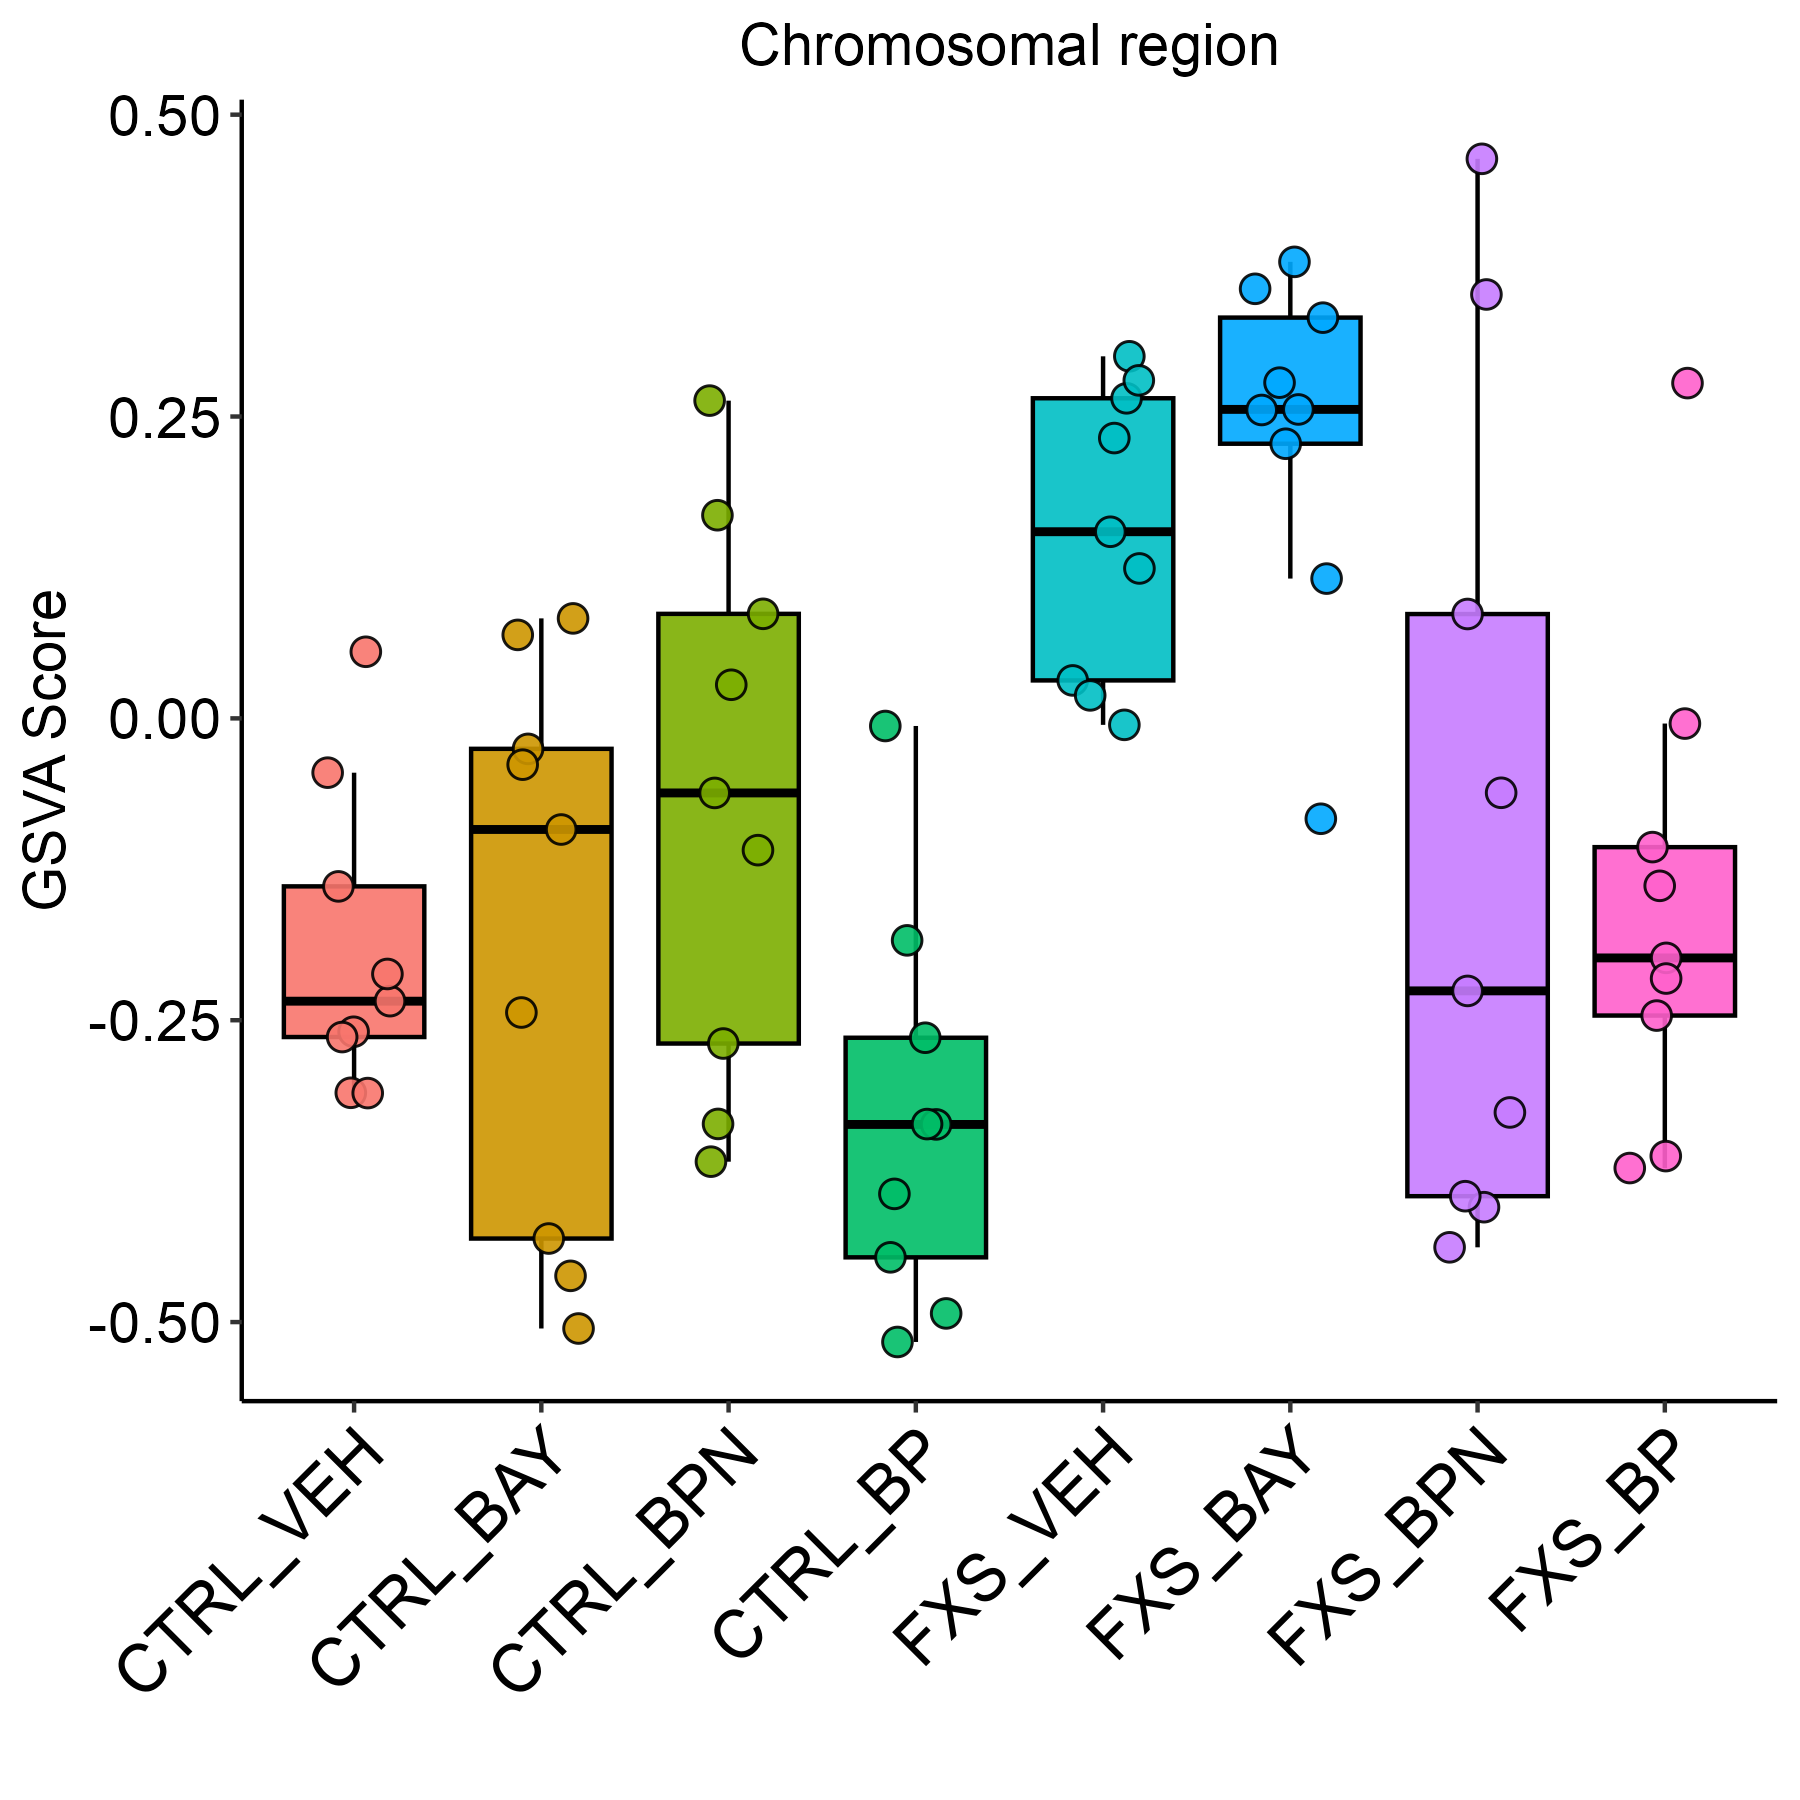 Chromosomal region
GSVA Score
0.50
0.25
0.00
-0.25
-0.50
CTRL_VEH
CTRL_BAY
CTRL_BPN
CTRL_BP
FXS_VEH
FXS_BAY
FXS_BPN
FXS_BP